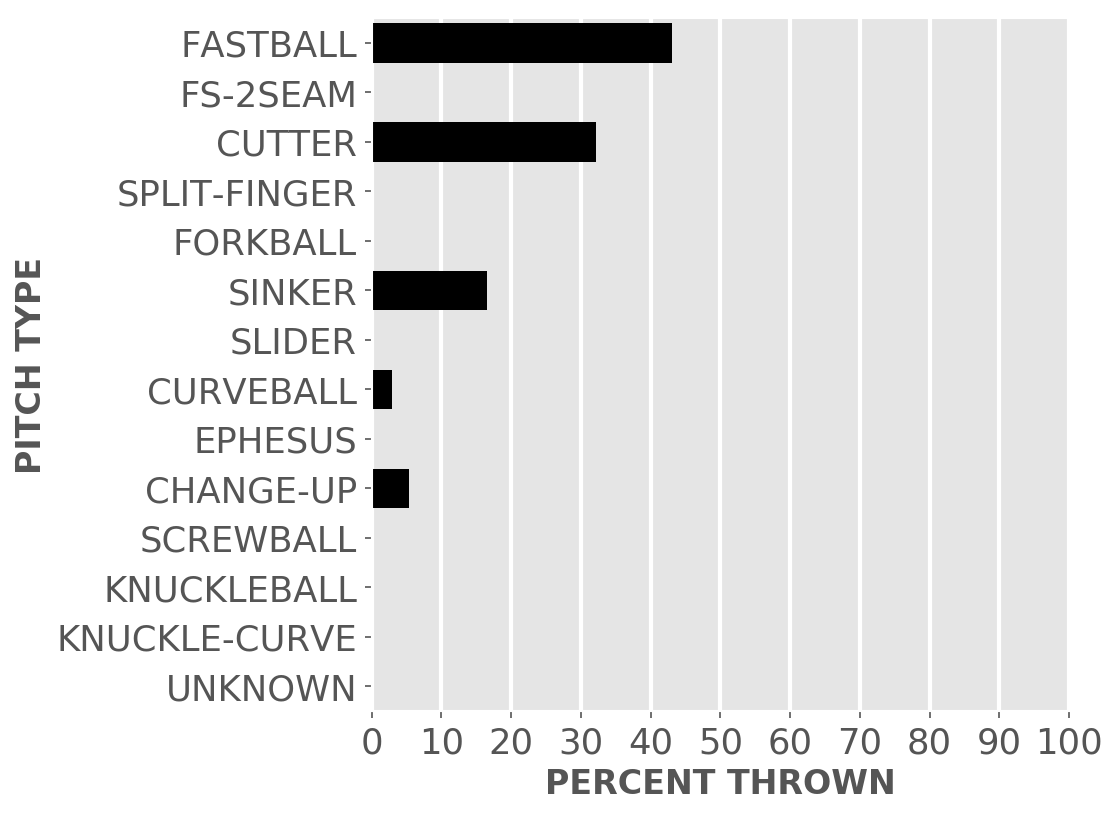 FASTBALL
FS-2SEAM
CUTTER
SPLIT-FINGER
FORKBALL
SINKER
SLIDER
CURVEBALL
EPHESUS
CHANGE-UP
SCREWBALL
KNUCKLEBALL
KNUCKLE-CURVE
UNKNOWN
PITCH TYPE
0 10 20 30 40 50 60 70 80 90 100
PERCENT THROWN